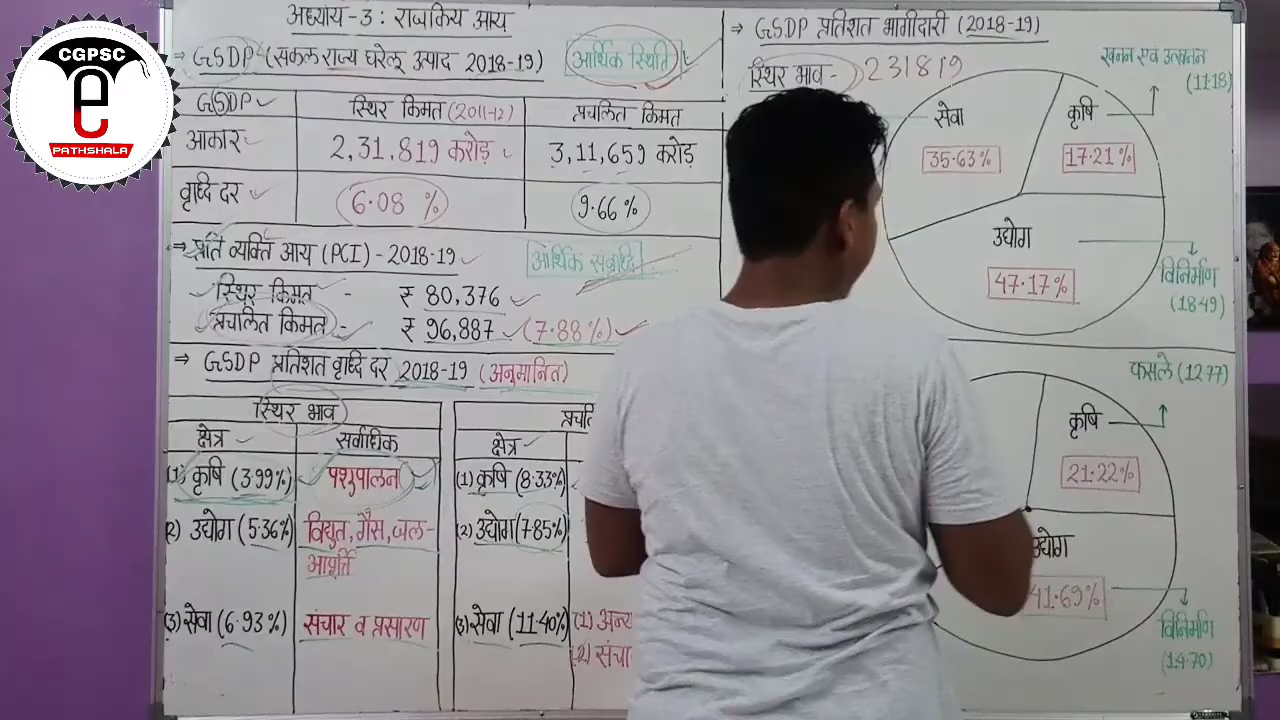 CGPSC
e
PATHSHALA
अध्याय-3 : राजकिय आय
→ GSDP (सकल राज्य घरेलू उत्पाद 2018-19) आर्थिक स्थिति
GSDP स्थिर किमत (2011-12) प्रचलित किमत
आकार 2,31,819 करोड़ 3,11,659 करोड़
वृध्दि दर 6.08 % 9.66 %
→ प्रति व्यक्ति आय (PCI) - 2018-19 आर्थिक संवृध्दि
स्थिर किमत - ₹ 80,376
प्रचलित किमत - ₹ 96,887 (7.88%)
→ GSDP प्रतिशत वृध्दि दर 2018-19 (अनुमानित)
स्थिर भाव
क्षेत्र सर्वाधिक
(1) कृषि (3.99%) पशुपालन
(2) उद्योग (5.36%) विद्युत, गैस, जल-
आपूर्ति
(3) सेवा (6.93%) संचार व प्रसारण
क्षेत्र
(1) कृषि (8.33%)
(2) उद्योग (7.85%)
(3) सेवा (11.40%) (1) अन्य
(2)
→ GSDP प्रतिशत भागीदारी (2018-19)
स्थिर भाव - 231819
खनन एवं उत्खनन
(11.18)
सेवा कृषि
35.63% 17.21%
उद्योग
47.17%
विनिर्माण
(18.49)
फसले (12.77)
कृषि
21.22%
उद्योग
41.69%
विनिर्माण
(14.70)